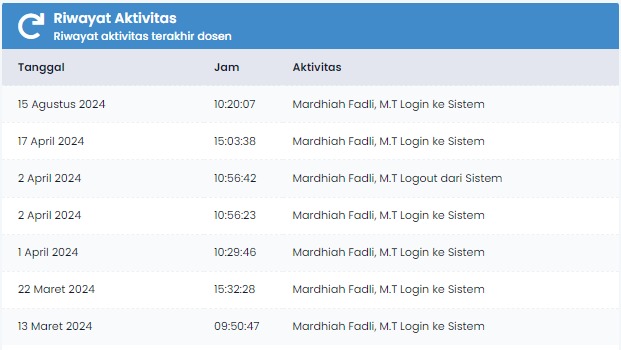 Riwayat Aktivitas
Riwayat aktivitas terakhir dosen
Tanggal Jam Aktivitas
15 Agustus 2024 10:20:07 Mardhiah Fadli, M.T Login ke Sistem
17 April 2024 15:03:38 Mardhiah Fadli, M.T Login ke Sistem
2 April 2024 10:56:42 Mardhiah Fadli, M.T Logout dari Sistem
2 April 2024 10:56:23 Mardhiah Fadli, M.T Login ke Sistem
1 April 2024 10:29:46 Mardhiah Fadli, M.T Login ke Sistem
22 Maret 2024 15:32:28 Mardhiah Fadli, M.T Login ke Sistem
13 Maret 2024 09:50:47 Mardhiah Fadli, M.T Login ke Sistem